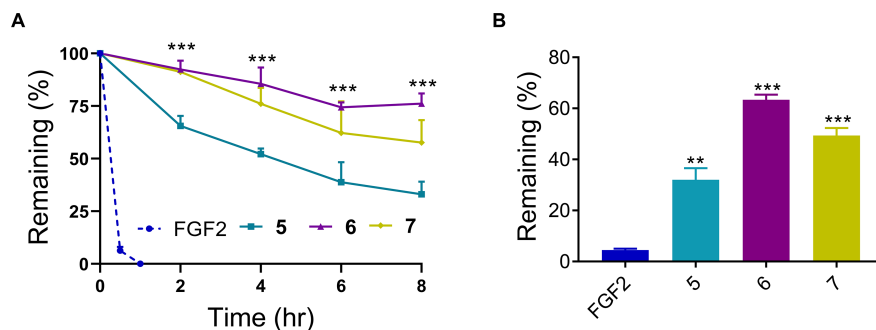 A
Remaining (%)
100
75
50
25
0
*** *** *** ***
FGF2 5 6 7
0 2 4 6 8
Time (hr)
B
Remaining (%)
80
60
40
20
0
** *** ***
FGF2 5 6 7